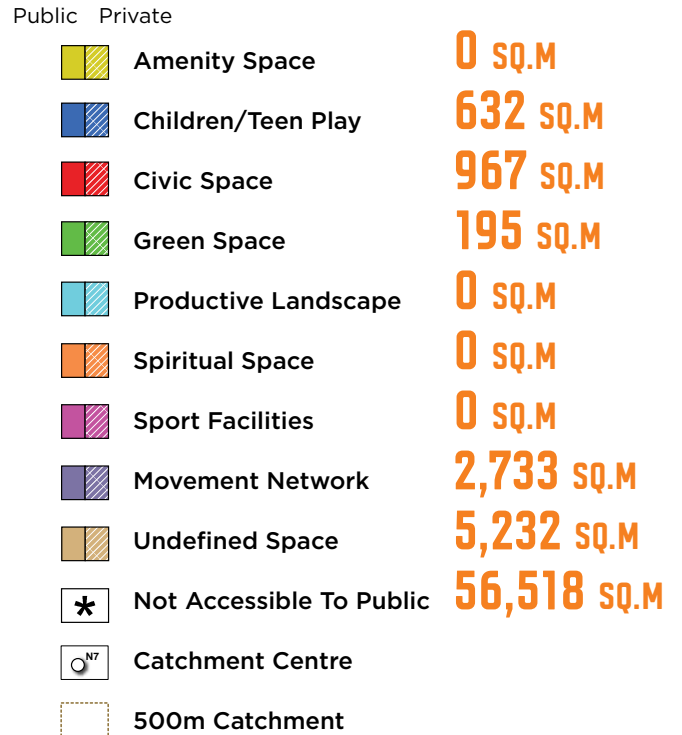 Public Private
Amenity Space 0 SQ.M
Children/Teen Play 632 SQ.M
Civic Space 967 SQ.M
Green Space 195 SQ.M
Productive Landscape 0 SQ.M
Spiritual Space 0 SQ.M
Sport Facilities 0 SQ.M
Movement Network 2,733 SQ.M
Undefined Space 5,232 SQ.M
* Not Accessible To Public 56,518 SQ.M
N7 Catchment Centre
500m Catchment